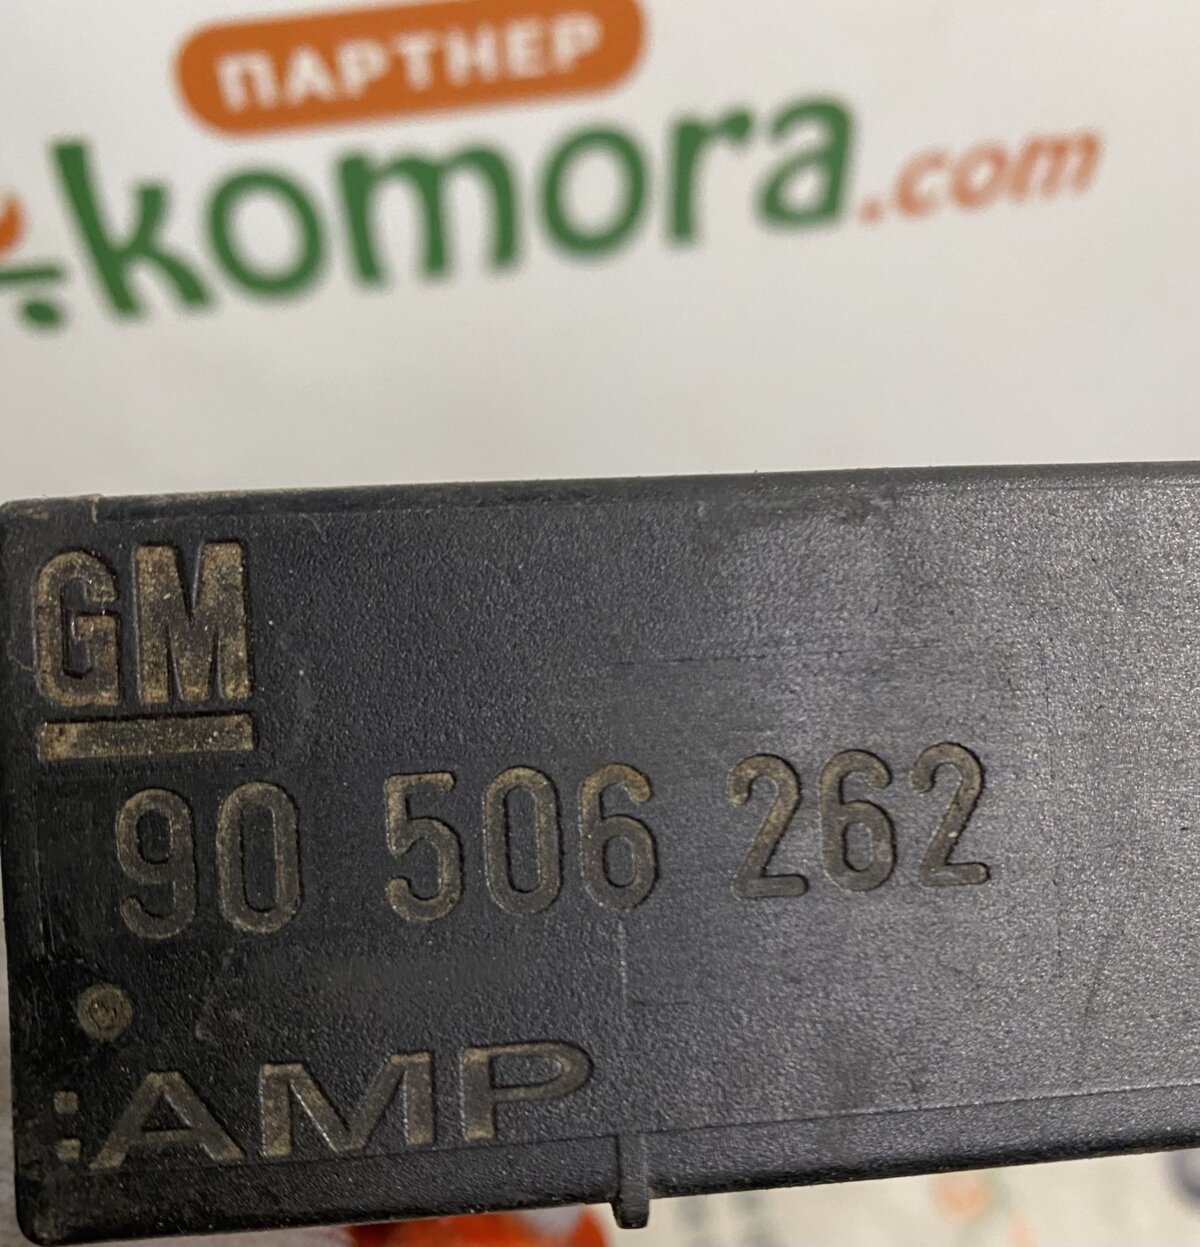 ПАРТНЕР
komora.com
GM
90 506 262
:AMP